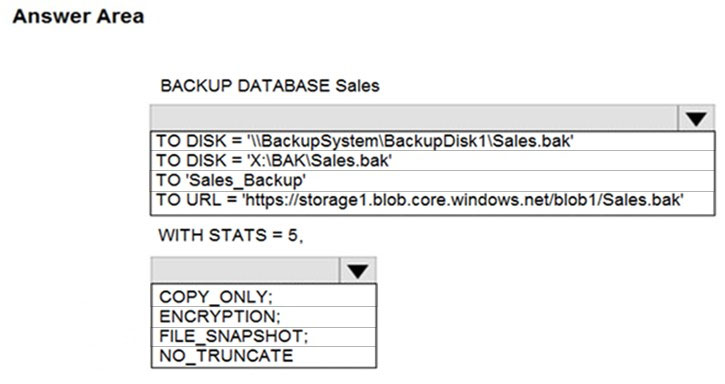 Answer Area
BACKUP DATABASE Sales
TO DISK = '\\BackupSystem\BackupDisk1\Sales.bak'
TO DISK = 'X:\BAK\Sales.bak'
TO 'Sales_Backup'
TO URL = 'https://storage1.blob.core.windows.net/blob1/Sales.bak'
WITH STATS = 5,
COPY_ONLY;
ENCRYPTION;
FILE_SNAPSHOT;
NO_TRUNCATE